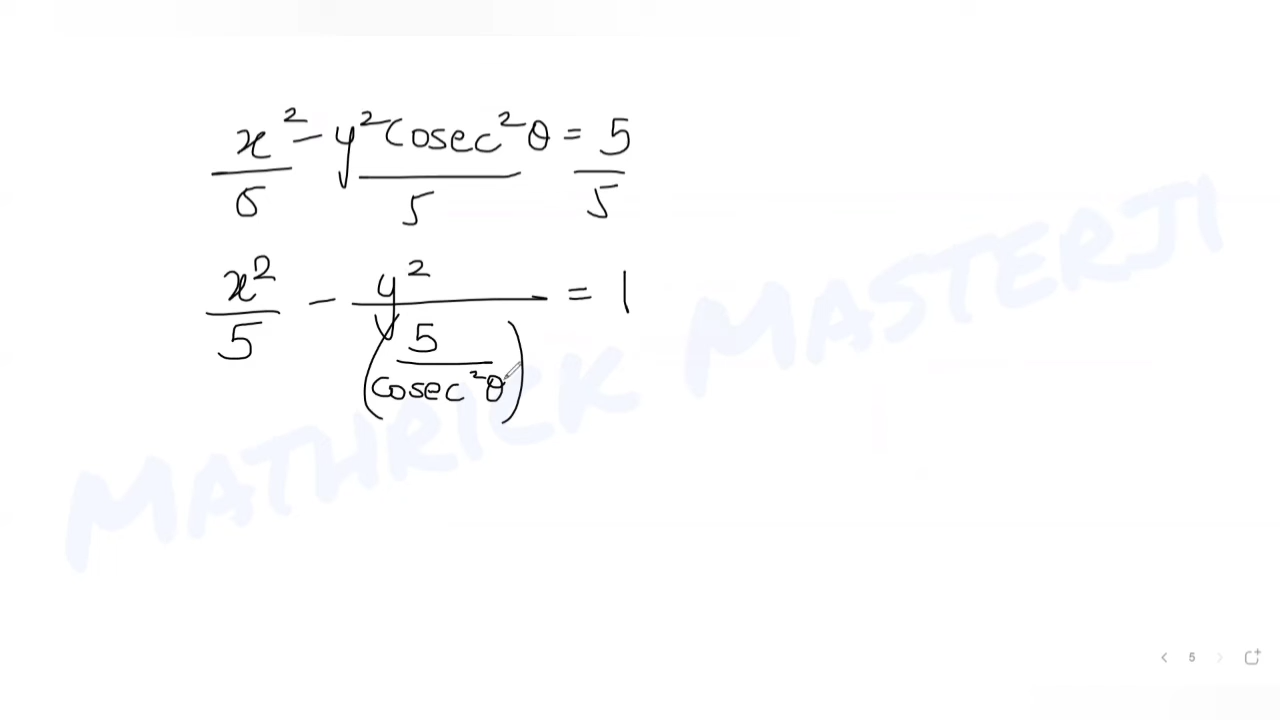 x² - y² cosec²θ = 5
5 5 5
x² - y² = 1
5 (5
cosec²θ)
MATHRICK MASTERJI
< 5 >